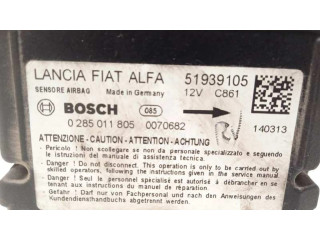 LANCIA FIAT ALFA 51939105
SENSORE AIRBAG Made in Germany 12V C861
BOSCH G85
0 285 011 805 0070682 RV 140313
ATTENZIONE - CAUTION - ATTENTION - ACHTUNG
- Pericolo ! Non scollegare se non da personale specializzato e seguendo
le istruzioni del manuale di assistenza tecnica.
- Danger ! Do not disconnect. This operation is only to be carried out by
skilled operators, following the instructions given in the service manual
- Danger ! Seul le personnel spécialisé est autorisé à débrancher en se
tenant aux instructions du manuel de réparation.
- Gefahr ! Darf nur von Fachpersonal und nach den Anweisungen des
Kundendiensthandbuches abgetrennt werden.